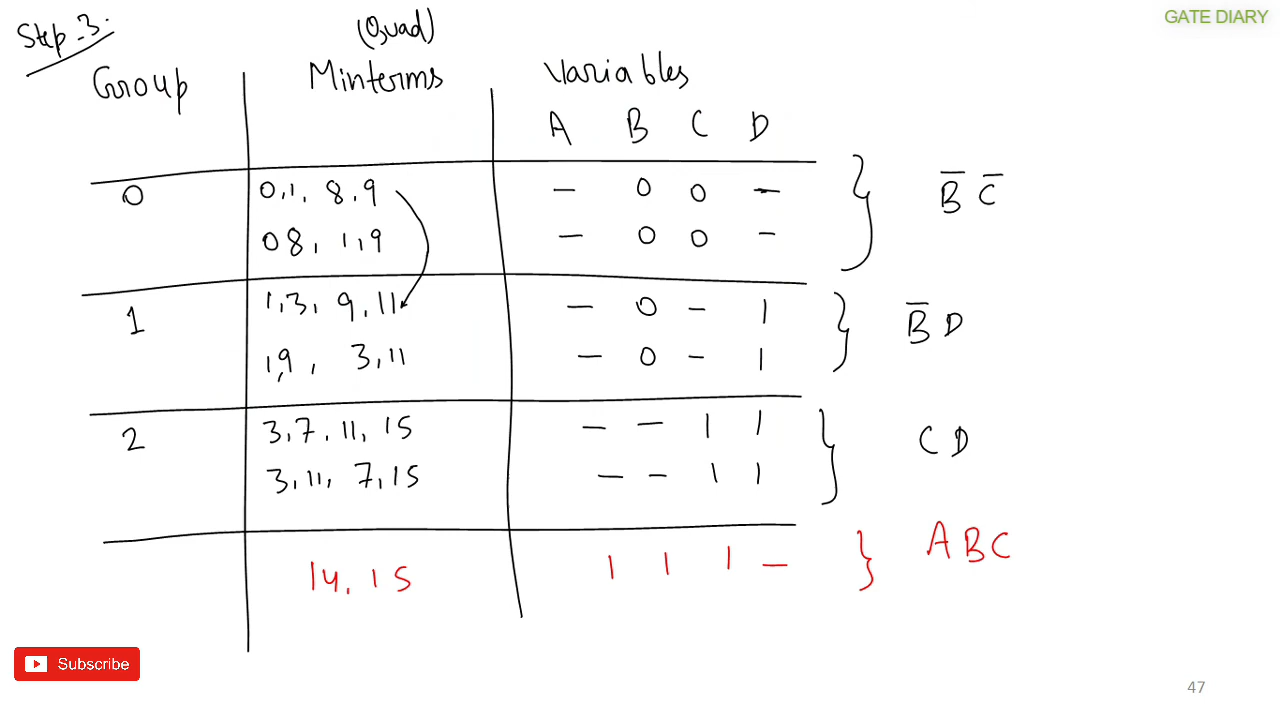 GATE DIARY
Step-3:
(Quad)
Group Minterms Variables
A B C D
0 0,1, 8,9 — 0 0 — B̅ C̅
08, 1,9 — 0 0 —
1 1,3, 9,11 — 0 — 1 B̅ D
1,9, 3,11 — 0 — 1
2 3,7, 11, 15 — — 1 1 C D
3,11, 7,15 — — 1 1
14, 15 1 1 1 — A B C
Subscribe
47